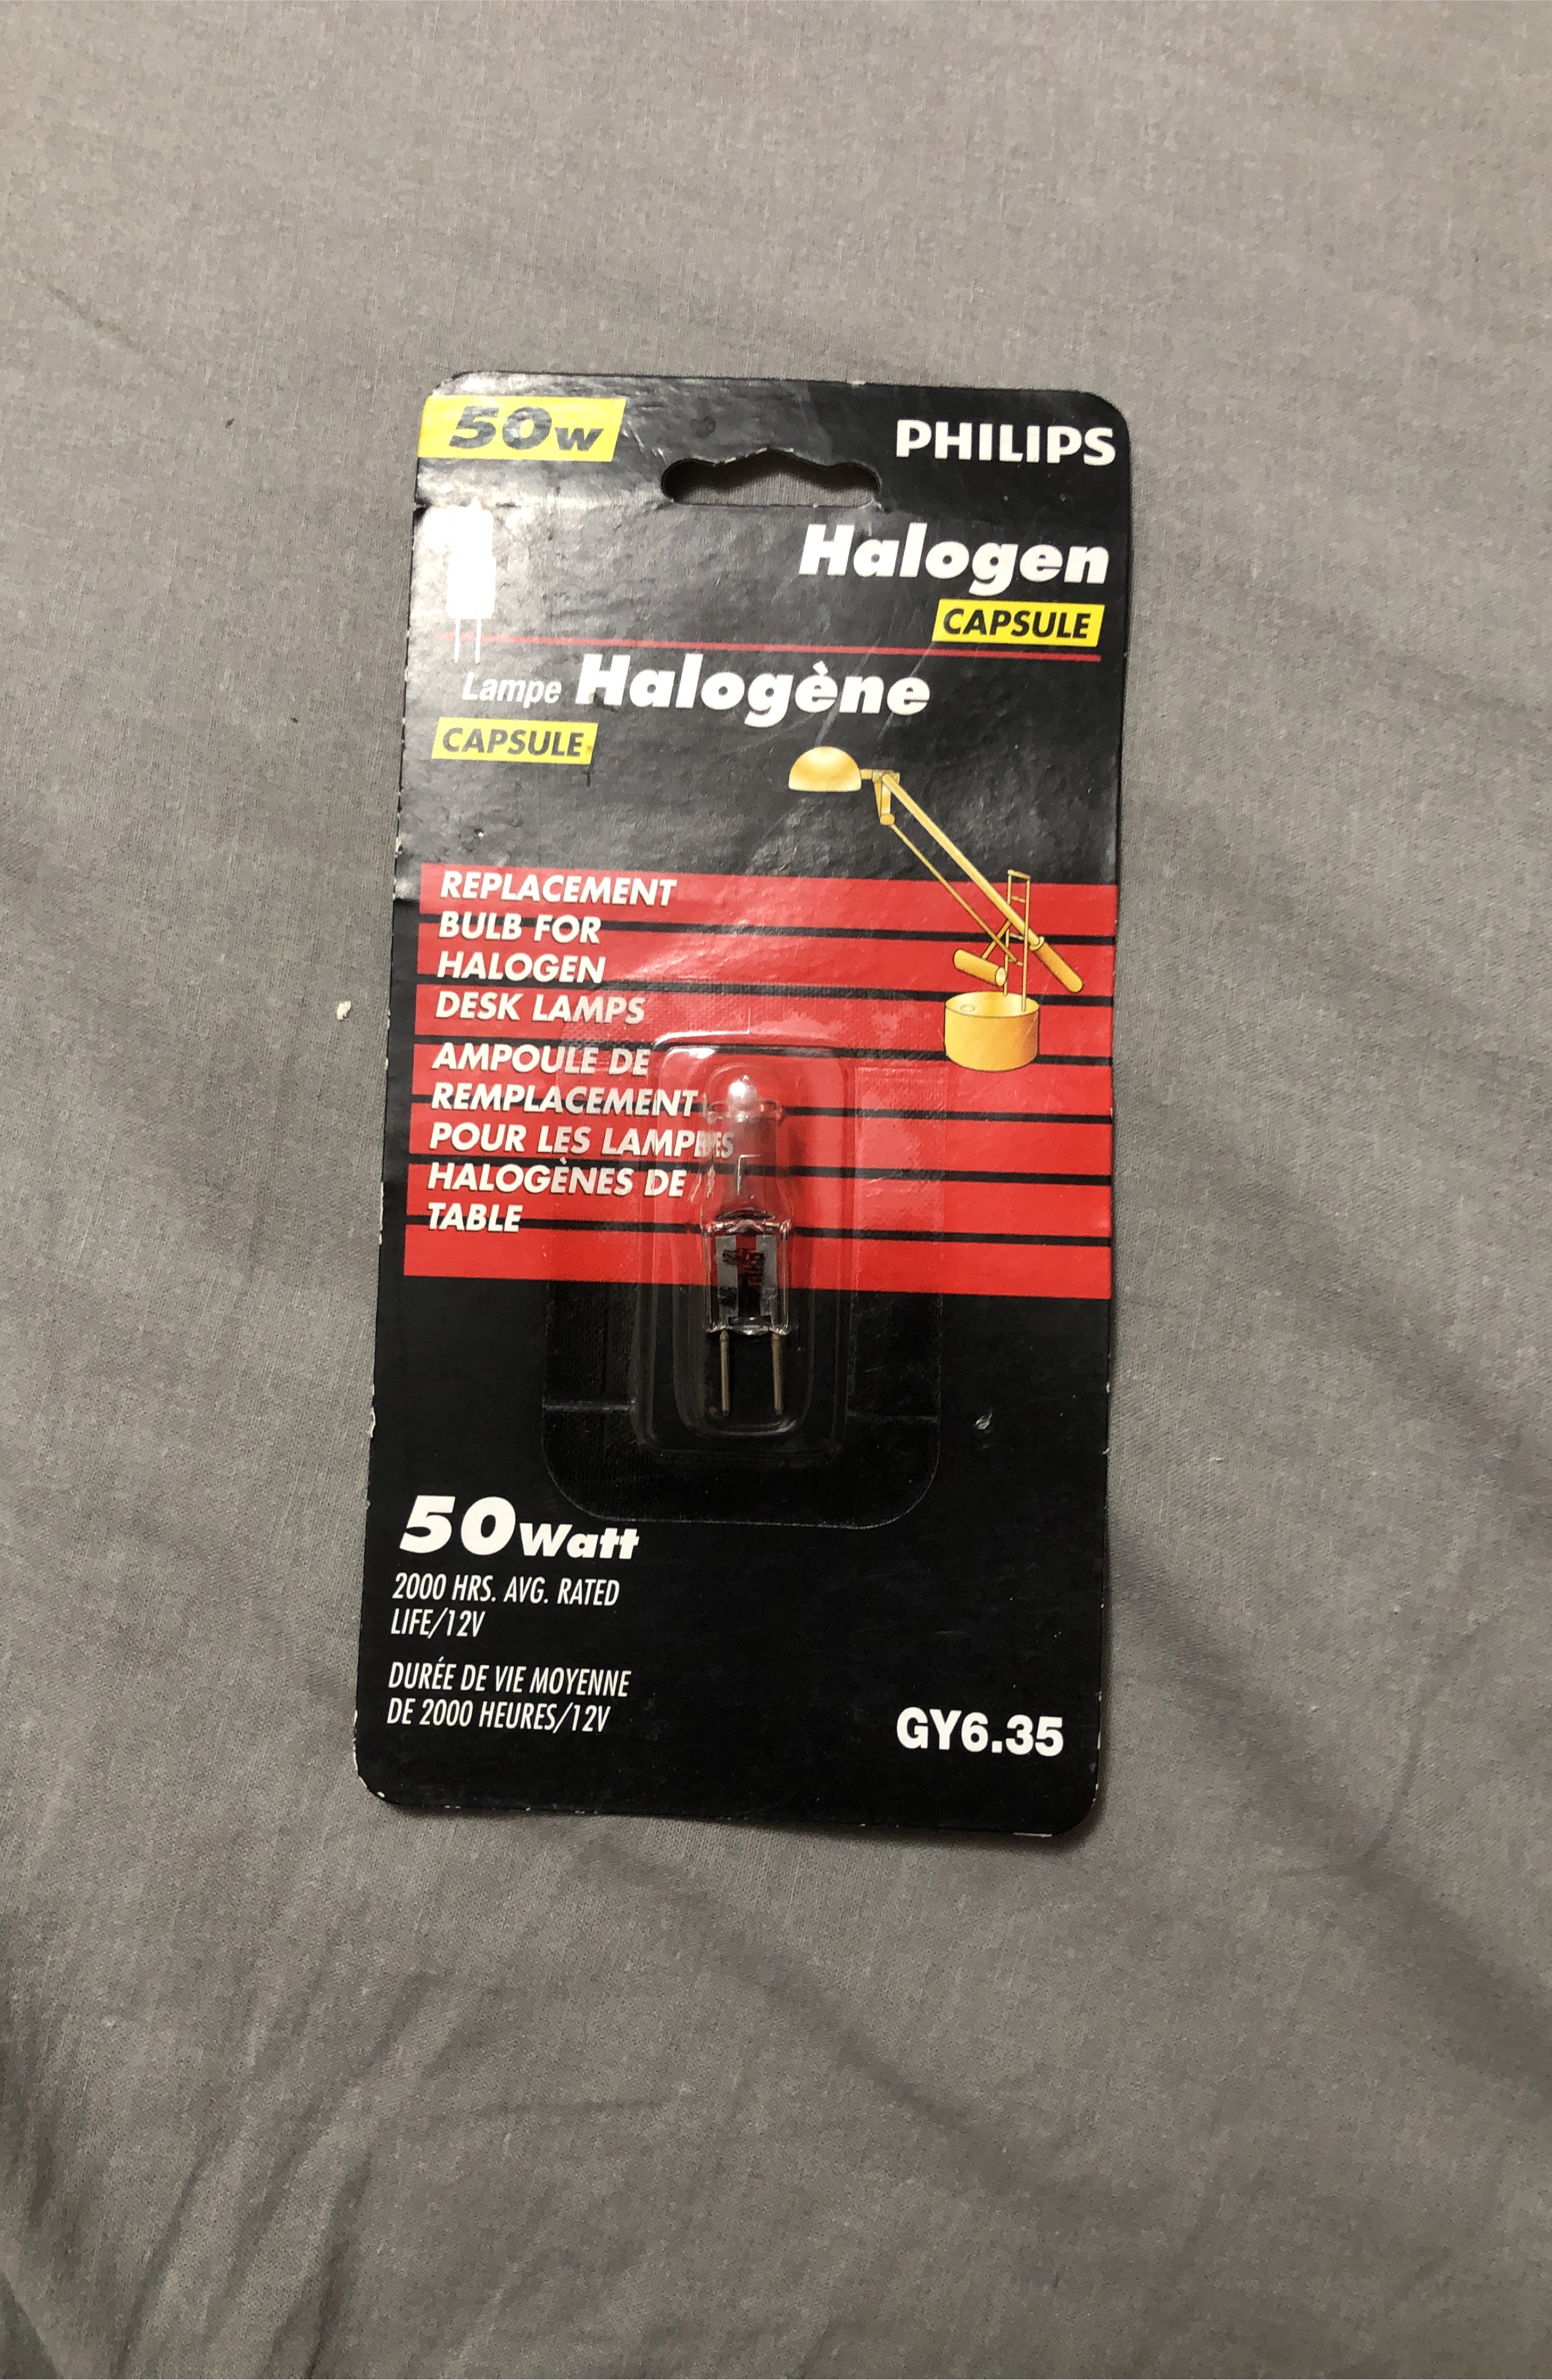 50w
PHILIPS
Halogen
CAPSULE
Lampe Halogène
CAPSULE
REPLACEMENT
BULB FOR
HALOGEN
DESK LAMPS
AMPOULE DE
REMPLACEMENT
POUR LES LAMPES
HALOGÈNES DE
TABLE
50Watt
2000 HRS. AVG. RATED
LIFE/12V
DURÉE DE VIE MOYENNE
DE 2000 HEURES/12V
GY6.35